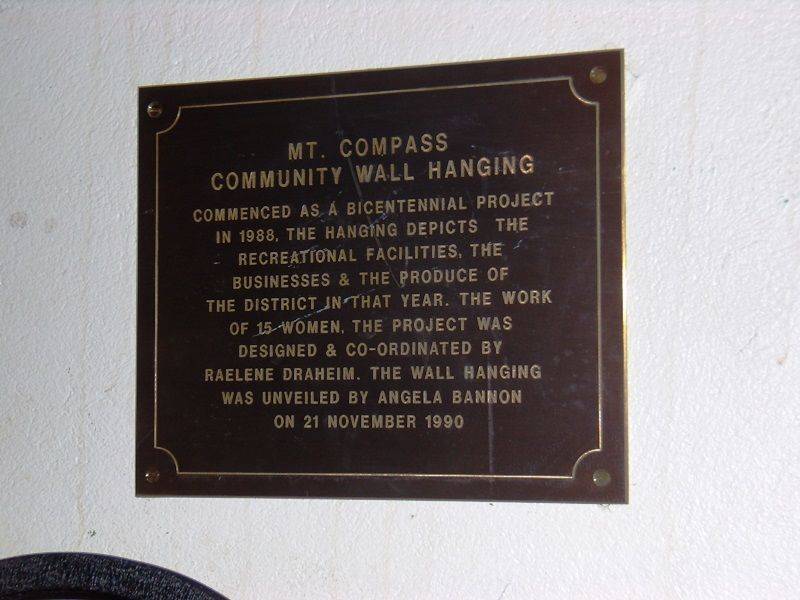 MT. COMPASS
COMMUNITY WALL HANGING
COMMENCED AS A BICENTENNIAL PROJECT
IN 1988, THE HANGING DEPICTS THE
RECREATIONAL FACILITIES, THE
BUSINESSES & THE PRODUCE OF
THE DISTRICT IN THAT YEAR. THE WORK
OF 15 WOMEN, THE PROJECT WAS
DESIGNED & CO-ORDINATED BY
RAELENE DRAHEIM. THE WALL HANGING
WAS UNVEILED BY ANGELA BANNON
ON 21 NOVEMBER 1990